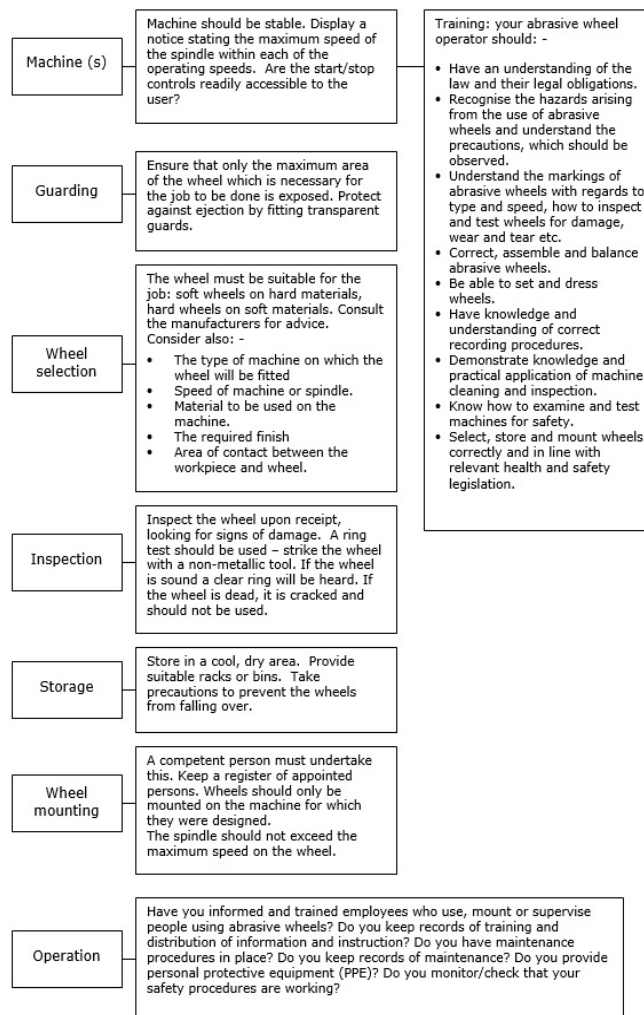 Machine (s)
Machine should be stable. Display a
notice stating the maximum speed of
the spindle within each of the
operating speeds.  Are the start/stop
controls readily accessible to the
user?
Training: your abrasive wheel
operator should: -
• Have an understanding of the
law and their legal obligations.
• Recognise the hazards arising
from the use of abrasive
wheels and understand the
precautions, which should be
observed.
• Understand the markings of
abrasive wheels with regards to
type and speed, how to inspect
and test wheels for damage,
wear and tear etc.
• Correct, assemble and balance
abrasive wheels.
• Be able to set and dress
wheels.
• Have knowledge and
understanding of correct
recording procedures.
• Demonstrate knowledge and
practical application of machine
cleaning and inspection.
• Know how to examine and test
machines for safety.
• Select, store and mount wheels
correctly and in line with
relevant health and safety
legislation.
Guarding
Ensure that only the maximum area
of the wheel which is necessary for
the job to be done is exposed. Protect
against ejection by fitting transparent
guards.
Wheel
selection
The wheel must be suitable for the
job: soft wheels on hard materials,
hard wheels on soft materials. Consult
the manufacturers for advice.
Consider also: -
• The type of machine on which the
wheel will be fitted
• Speed of machine or spindle.
• Material to be used on the
machine.
• The required finish
• Area of contact between the
workpiece and wheel.
Inspection
Inspect the wheel upon receipt,
looking for signs of damage.  A ring
test should be used – strike the wheel
with a non-metallic tool. If the wheel
is sound a clear ring will be heard. If
the wheel is dead, it is cracked and
should not be used.
Storage
Store in a cool, dry area.  Provide
suitable racks or bins.  Take
precautions to prevent the wheels
from falling over.
Wheel
mounting
A competent person must undertake
this. Keep a register of appointed
persons. Wheels should only be
mounted on the machine for which
they were designed.
The spindle should not exceed the
maximum speed on the wheel.
Operation
Have you informed and trained employees who use, mount or supervise
people using abrasive wheels? Do you keep records of training and
distribution of information and instruction? Do you have maintenance
procedures in place? Do you keep records of maintenance? Do you provide
personal protective equipment (PPE)? Do you monitor/check that your
safety procedures are working?